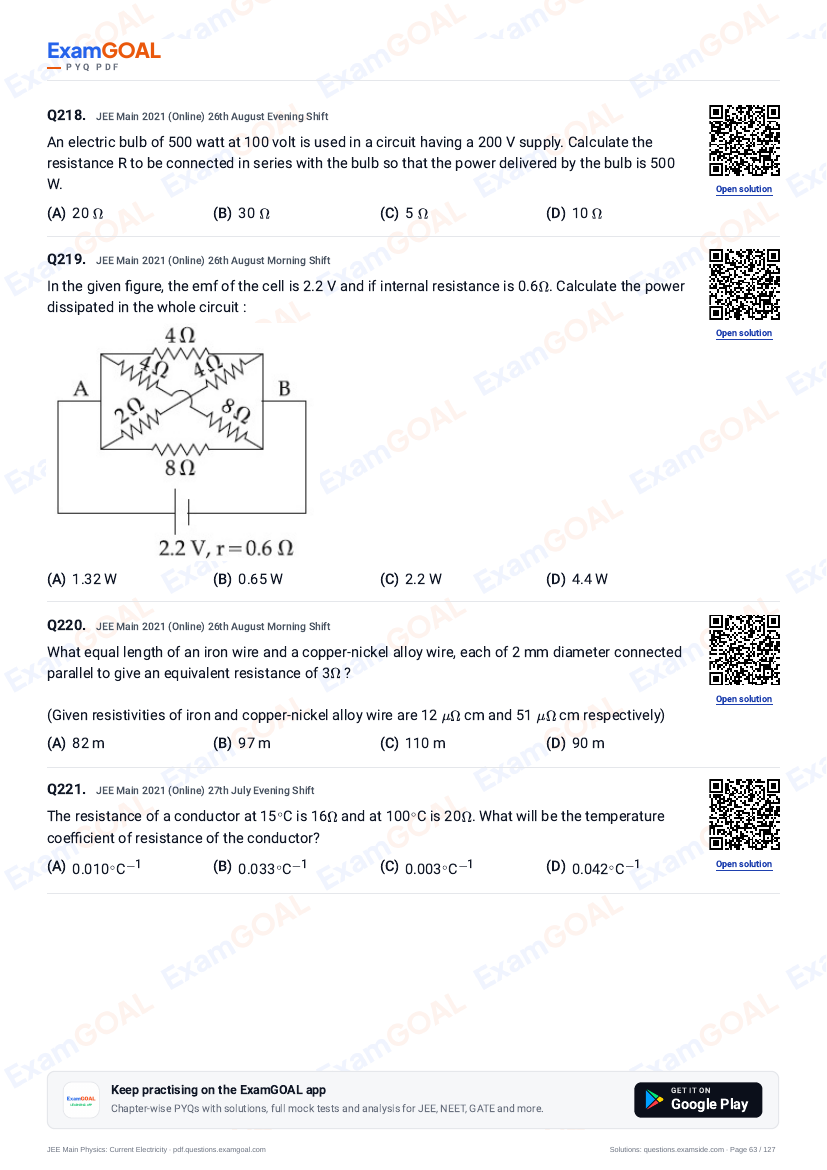 ExamGOAL
PYQ PDF
Q218. JEE Main 2021 (Online) 26th August Evening Shift
An electric bulb of 500 watt at 100 volt is used in a circuit having a 200 V supply. Calculate the
resistance R to be connected in series with the bulb so that the power delivered by the bulb is 500
W.
(A) 20 Ω (B) 30 Ω (C) 5 Ω (D) 10 Ω
Open solution
Q219. JEE Main 2021 (Online) 26th August Morning Shift
In the given figure, the emf of the cell is 2.2 V and if internal resistance is 0.6Ω. Calculate the power
dissipated in the whole circuit :
Open solution
4Ω
4Ω 4Ω
A B
2Ω 8Ω
8Ω
2.2 V, r=0.6 Ω
(A) 1.32 W (B) 0.65 W (C) 2.2 W (D) 4.4 W
Q220. JEE Main 2021 (Online) 26th August Morning Shift
What equal length of an iron wire and a copper-nickel alloy wire, each of 2 mm diameter connected
parallel to give an equivalent resistance of 3Ω ?
(Given resistivities of iron and copper-nickel alloy wire are 12 μΩ cm and 51 μΩ cm respectively)
(A) 82 m (B) 97 m (C) 110 m (D) 90 m
Open solution
Q221. JEE Main 2021 (Online) 27th July Evening Shift
The resistance of a conductor at 15°C is 16Ω and at 100°C is 20Ω. What will be the temperature
coefficient of resistance of the conductor?
(A) 0.010°C⁻¹ (B) 0.033°C⁻¹ (C) 0.003°C⁻¹ (D) 0.042°C⁻¹
Open solution
ExamGOAL
Keep practising on the ExamGOAL app
Chapter-wise PYQs with solutions, full mock tests and analysis for JEE, NEET, GATE and more.
GET IT ON
Google Play
JEE Main Physics: Current Electricity · pdf.questions.examgoal.com
Solutions: questions.examside.com · Page 63 / 127